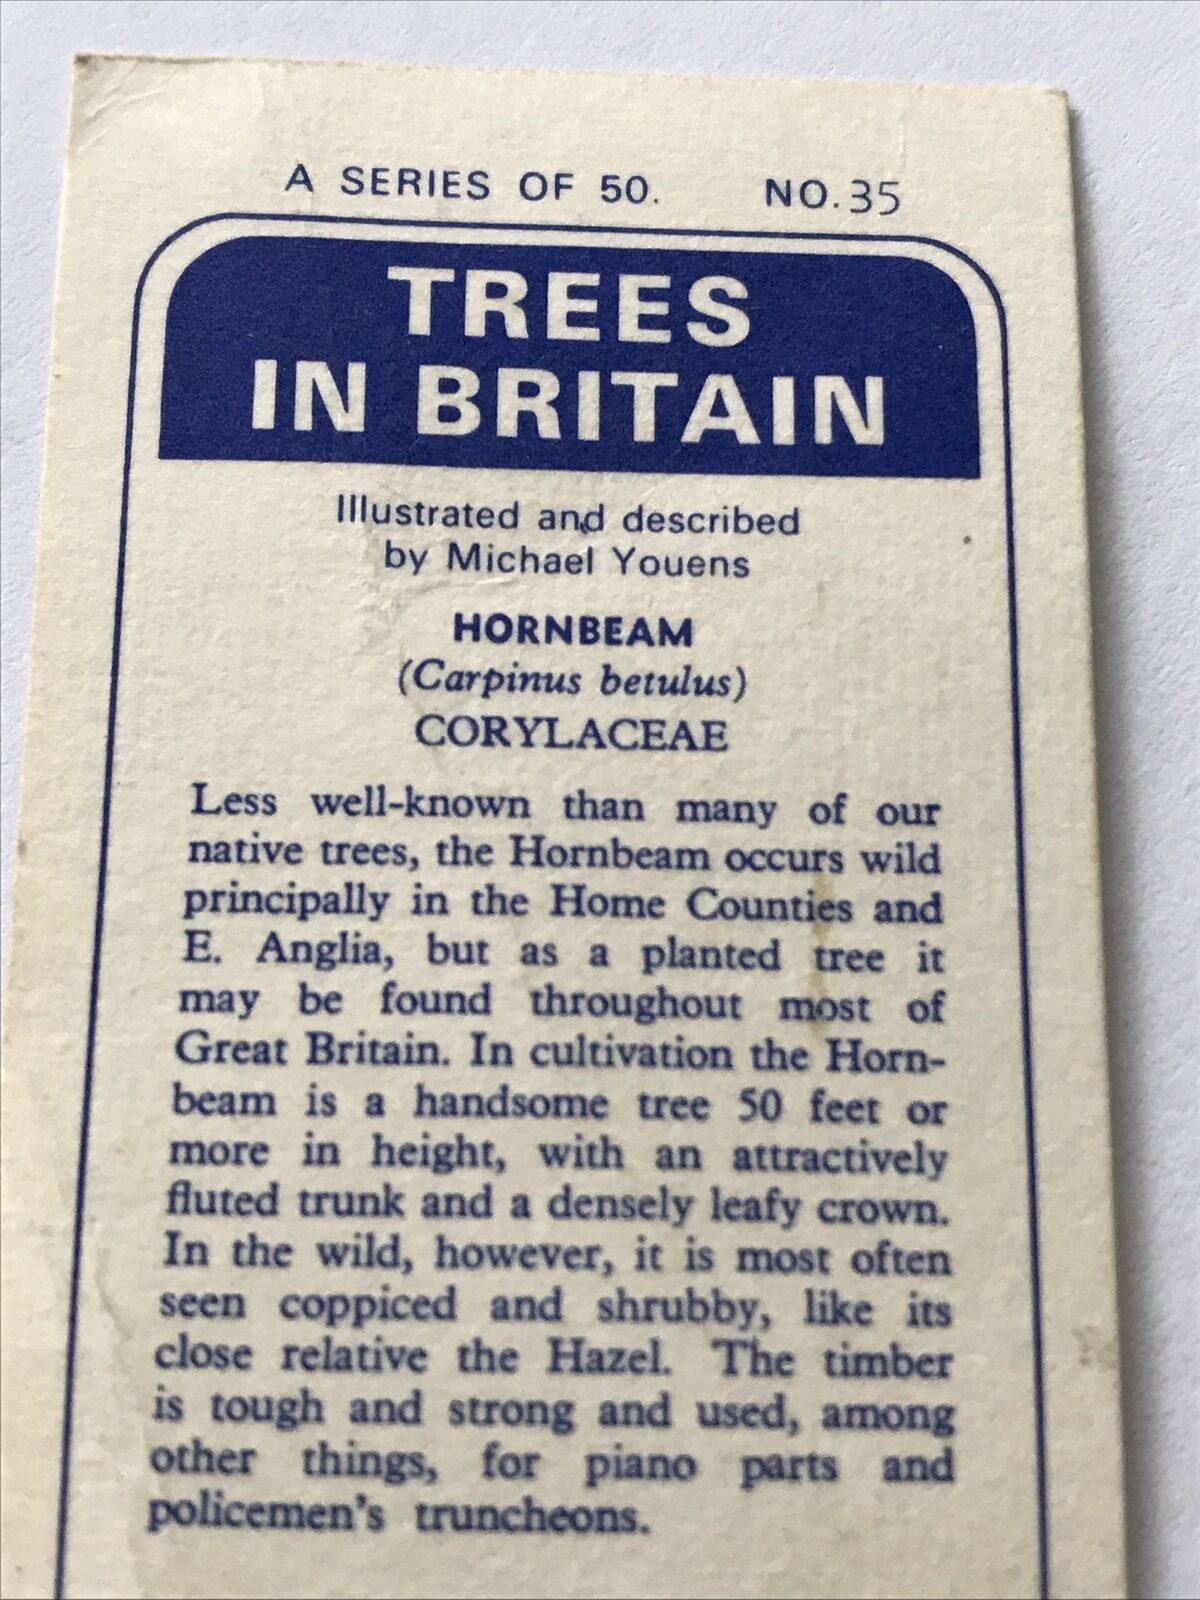 A SERIES OF 50. NO. 35
TREES
IN BRITAIN
Illustrated and described
by Michael Youens
HORNBEAM
(Carpinus betulus)
CORYLACEAE
Less well-known than many of our
native trees, the Hornbeam occurs wild
principally in the Home Counties and
E. Anglia, but as a planted tree it
may be found throughout most of
Great Britain. In cultivation the Horn-
beam is a handsome tree 50 feet or
more in height, with an attractively
fluted trunk and a densely leafy crown.
In the wild, however, it is most often
seen coppiced and shrubby, like its
close relative the Hazel. The timber
is tough and strong and used, among
other things, for piano parts and
policemen's truncheons.